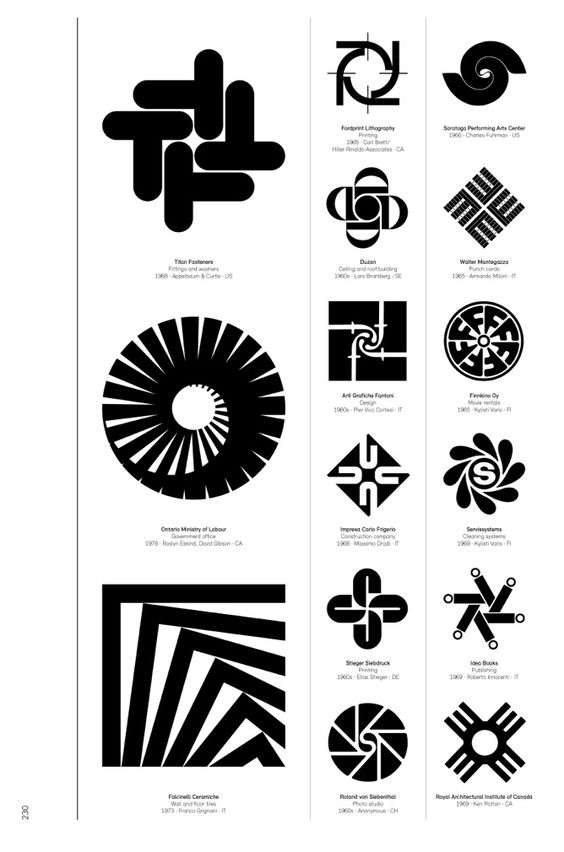 Titan Fasteners
Fittings and washers
1968 · Appelbaum & Curtis · US
Ontario Ministry of Labour
Government office
1978 · Roslyn Eskind, David Gibson · CA
Falcinelli Ceramiche
Wall and floor tiles
1973 · Franco Grignani · IT
Fordprint Lithography
Printing
1965 · Carl Brett/
Hiller Rinaldo Associates · CA
Duzan
Ceiling and roof building
1960s · Lars Bramberg · SE
Arti Grafiche Fantoni
Design
1960s · Pier Vico Cortesi · IT
Impresa Carlo Frigerio
Construction company
1968 · Massimo Dradi · IT
Stieger Siebdruck
Printing
1960s · Elias Stieger · DE
Roland von Siebenthal
Photo studio
1960s · Anonymous · CH
Saratoga Performing Arts Center
1966 · Charles Fuhrman · US
Walter Mantegazza
Punch cards
1965 · Armando Milani · IT
Finnkino Oy
Movie rentals
1965 · Kyösti Varis · FI
S
Servisystems
Cleaning systems
1969 · Kyösti Varis · FI
Idea Books
Publishing
1969 · Roberto Innocenti · IT
Royal Architectural Institute of Canada
1969 · Ken Patton · CA
230